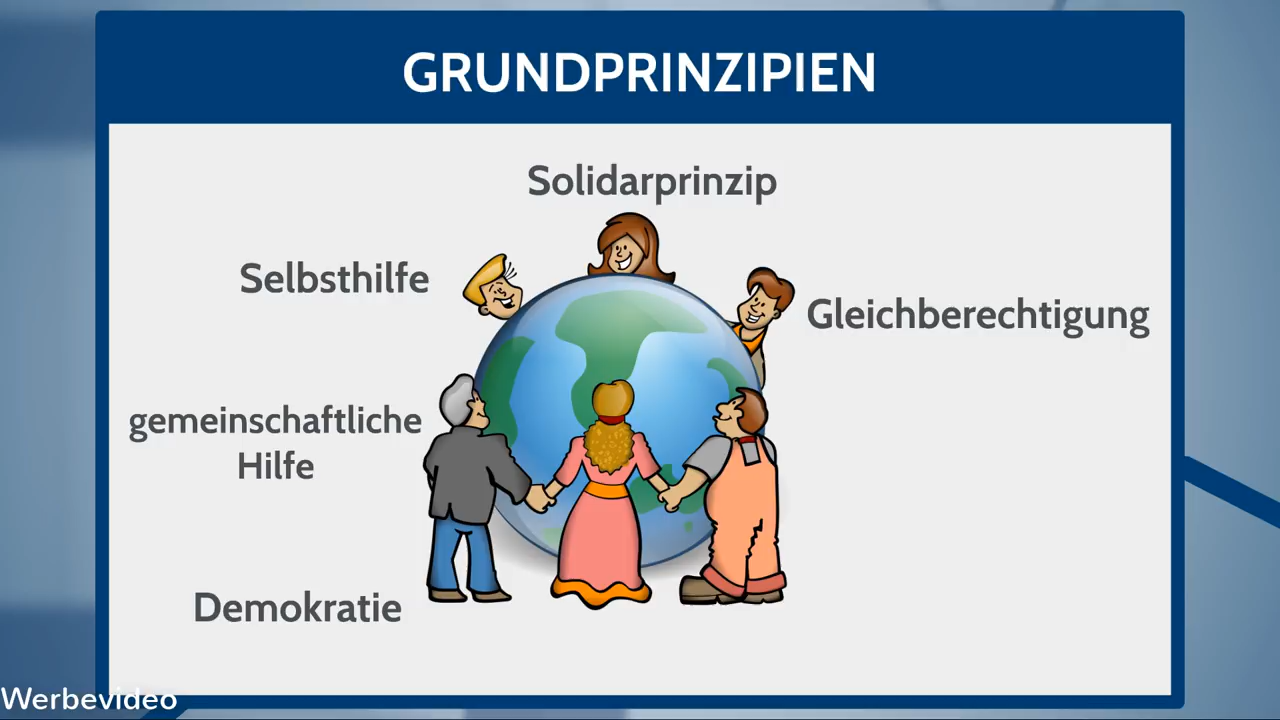 GRUNDPRINZIPIEN
Solidarprinzip
Selbsthilfe
Gleichberechtigung
gemeinschaftliche
Hilfe
Demokratie
Werbevideo